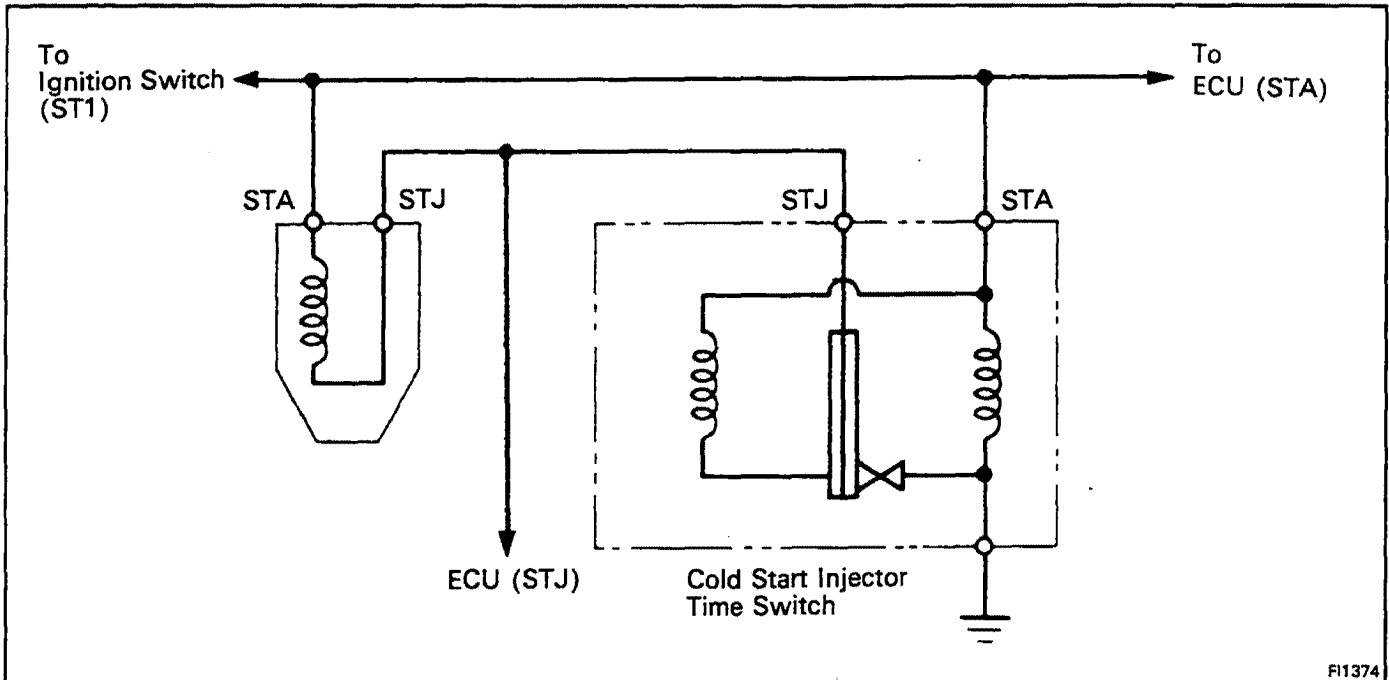 To
Ignition Switch
(ST1)
To
ECU (STA)
STA
STJ
STJ
STA
ECU (STJ)
Cold Start Injector
Time Switch
FI1374